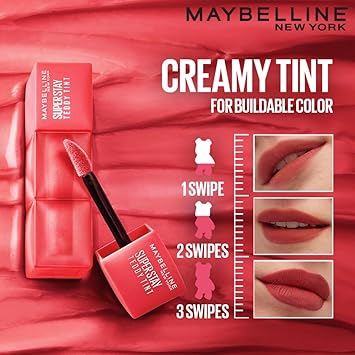 MAYBELLINE
NEW YORK
CREAMY TINT
FOR BUILDABLE COLOR
1 SWIPE
2 SWIPES
3 SWIPES
MAYBELLINE
SUPERSTAY
TEDDY TINT
MAYBELLINE
SUPERSTAY
TEDDY TINT